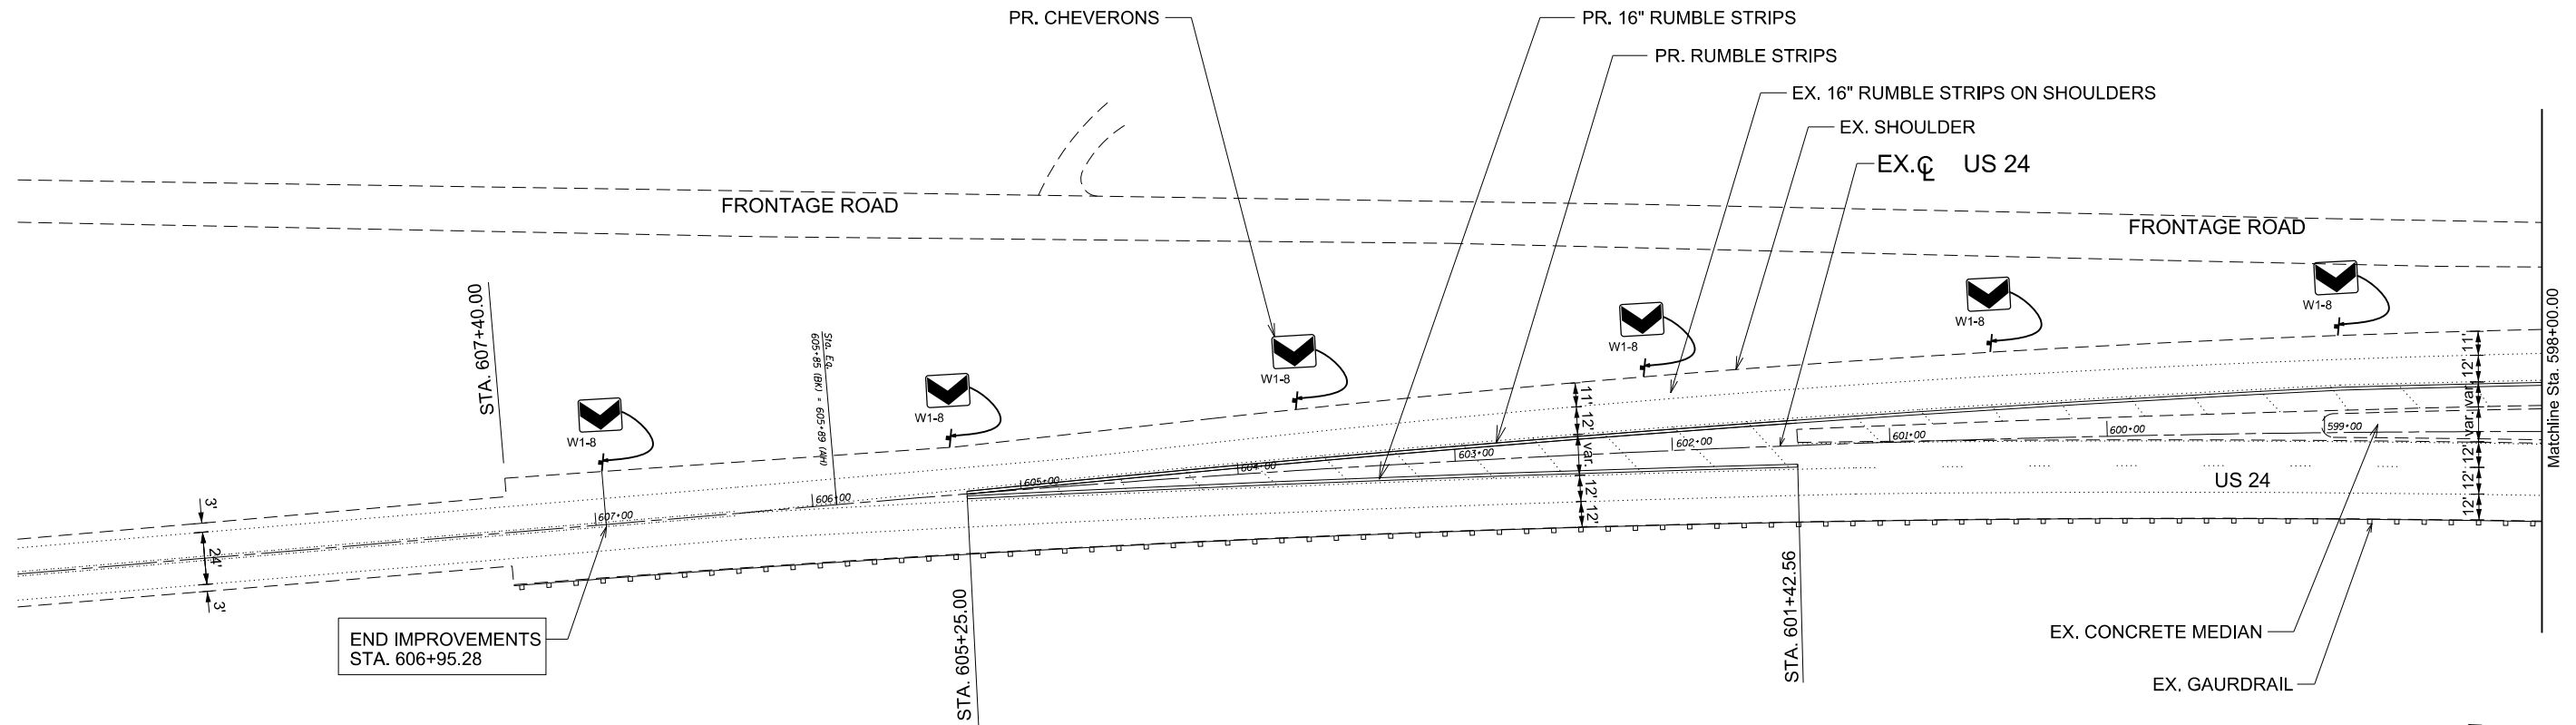 PR. CHEVERONS
PR. 16" RUMBLE STRIPS
PR. RUMBLE STRIPS
EX. 16" RUMBLE STRIPS ON SHOULDERS
EX. SHOULDER
EX. ℄ US 24
FRONTAGE ROAD
FRONTAGE ROAD
STA. 607+40.00
Sta. Eq.
605+85 (BK) = 605+89 (AH)
W1-8
W1-8
W1-8
W1-8
W1-8
W1-8
11'
12'
var.
12'
12'
11'
12'
var.
var.
12'
12'
12'
Matchline Sta. 598+00.00
607+00
606+00
605+00
604+00
603+00
602+00
601+00
600+00
599+00
US 24
3'
24'
3'
END IMPROVEMENTS
STA. 606+95.28
STA. 605+25.00
STA. 601+42.56
EX. CONCRETE MEDIAN
EX. GAURDRAIL